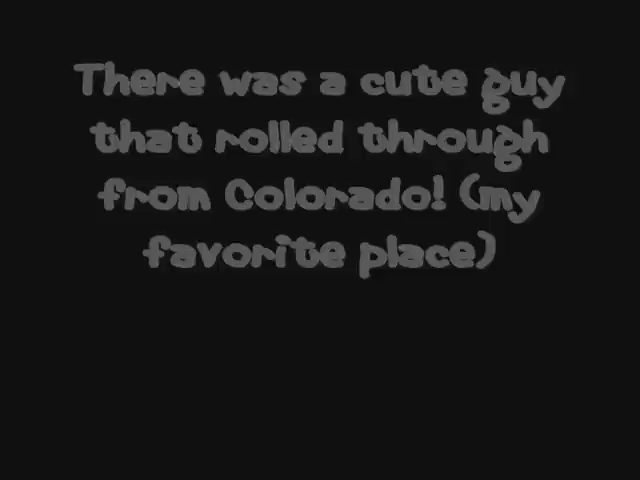 There was a cute guy
that rolled through
from Colorado! (my
favorite place)